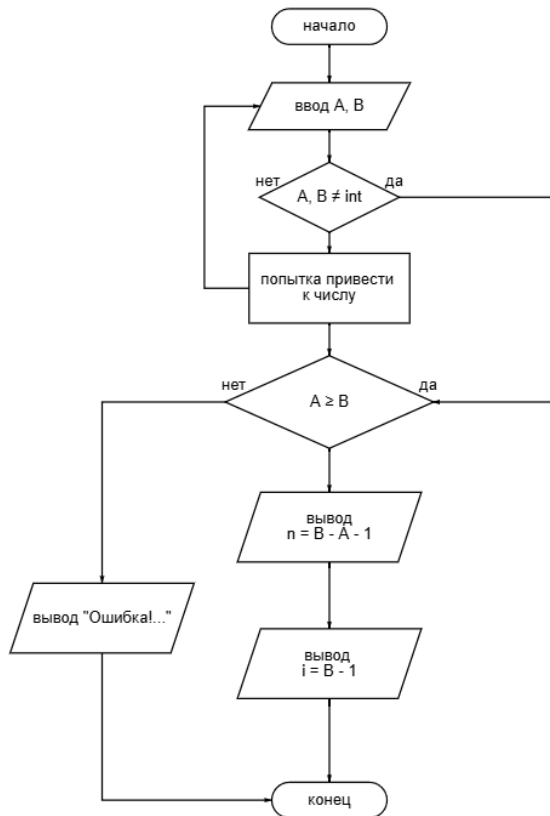 начало
ввод A, B
нет
да
A, B ≠ int
попытка привести
к числу
нет
да
A ≥ B
вывод
n = B - A - 1
вывод "Ошибка!..."
вывод
i = B - 1
конец